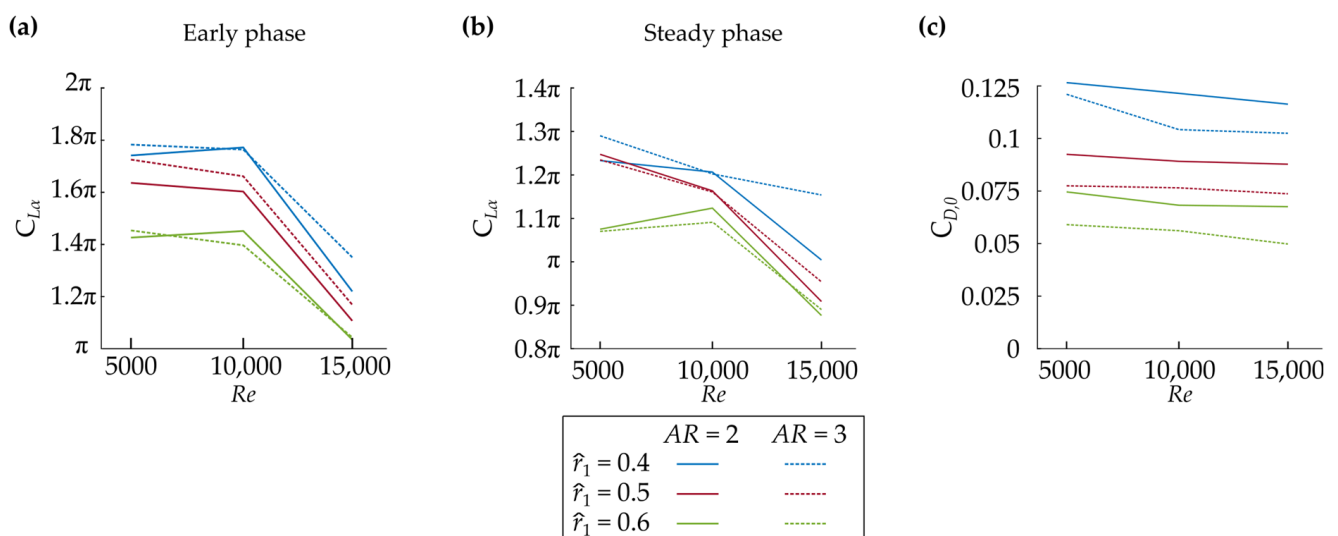 (a) Early phase
2π
1.8π
1.6π
1.4π
1.2π
π
C_{Lα}
5000 10,000 15,000
Re
(b) Steady phase
1.4π
1.3π
1.2π
1.1π
π
0.9π
0.8π
C_{Lα}
5000 10,000 15,000
Re
(c)
0.125
0.1
0.075
0.05
0.025
0
C_{D,0}
5000 10,000 15,000
Re
AR = 2 AR = 3
r̂₁ = 0.4
r̂₁ = 0.5
r̂₁ = 0.6